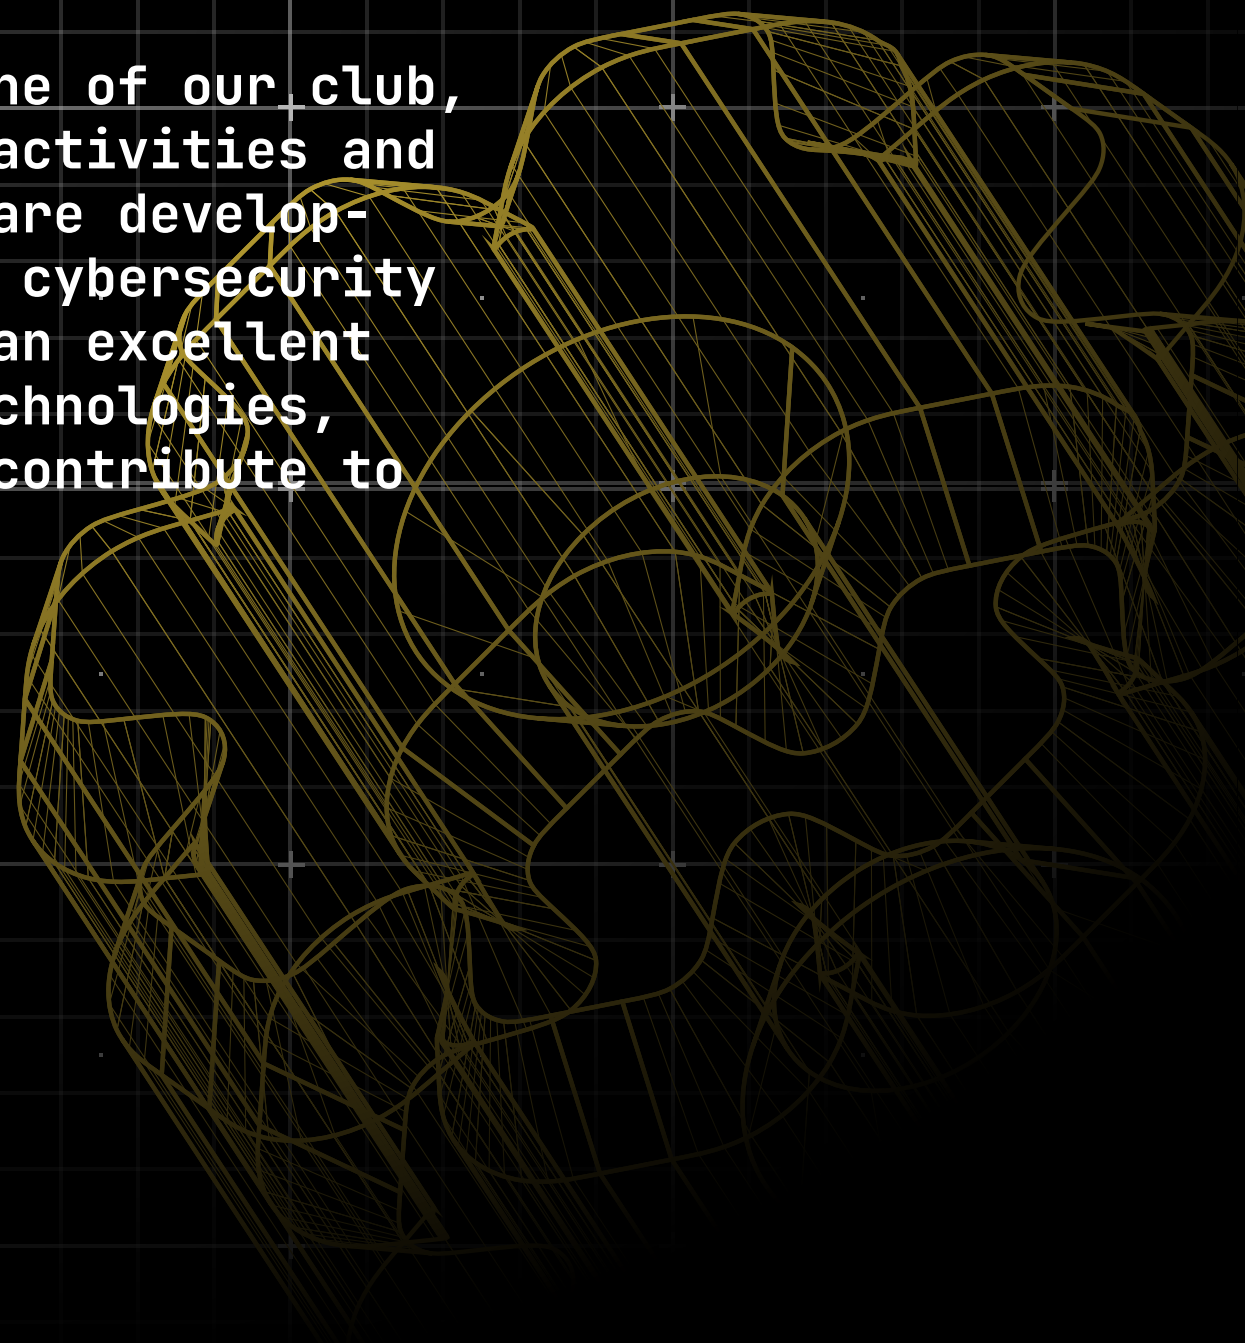 ne of our club,
activities and
are develop-
cybersecurity
an excellent
chnologies,
contribute to